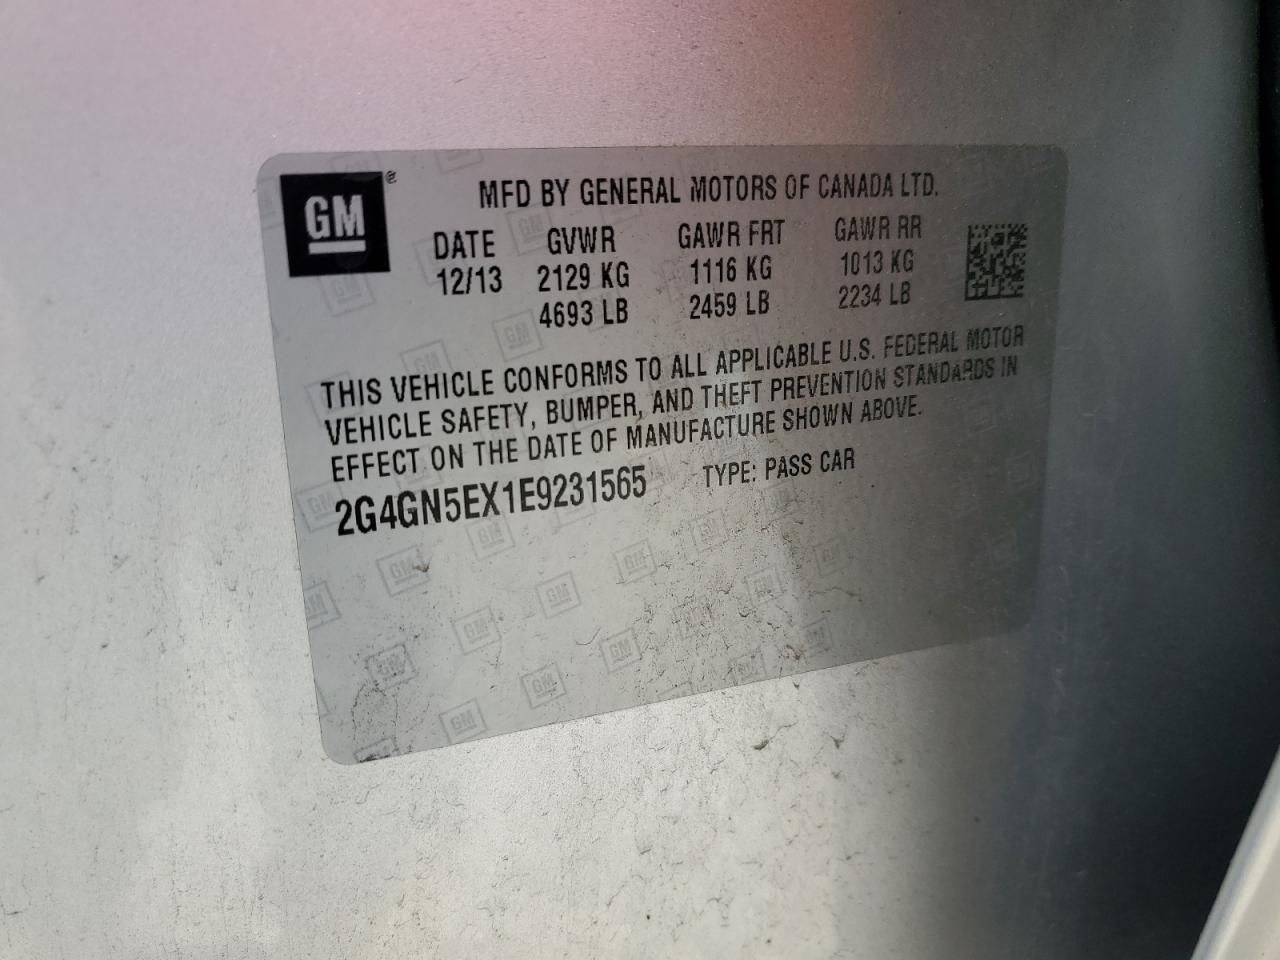 GM ®
MFD BY GENERAL MOTORS OF CANADA LTD.
DATE GVWR GAWR FRT GAWR RR
12/13 2129 KG 1116 KG 1013 KG
4693 LB 2459 LB 2234 LB
THIS VEHICLE CONFORMS TO ALL APPLICABLE U.S. FEDERAL MOTOR
VEHICLE SAFETY, BUMPER, AND THEFT PREVENTION STANDARDS IN
EFFECT ON THE DATE OF MANUFACTURE SHOWN ABOVE.
2G4GN5EX1E9231565 TYPE: PASS CAR